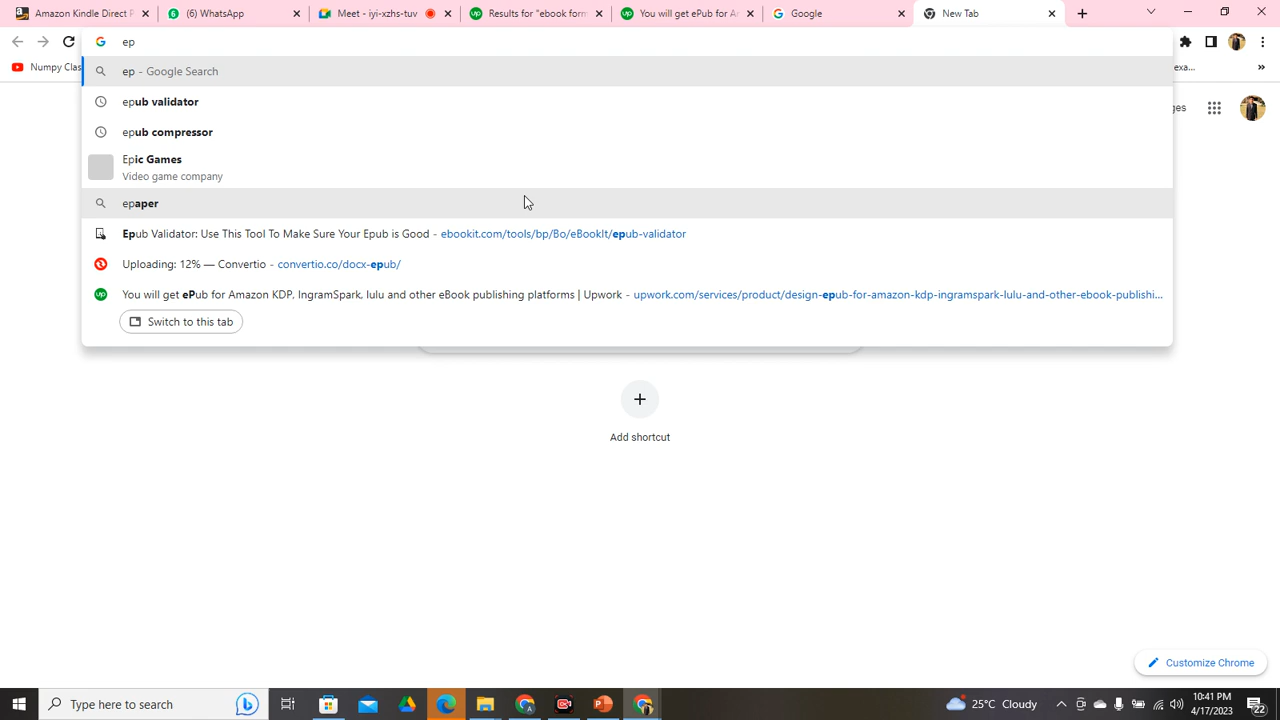 Amazon Kindle Direct P
(6) WhatsApp
Meet - iyi-xzhs-tuv
Results for "ebook form
You will get ePub for Am
Google
New Tab
ep
Numpy Clas
exa...
»
ep - Google Search
epub validator
epub compressor
Epic Games
Video game company
epaper
Epub Validator: Use This Tool To Make Sure Your Epub is Good - ebookit.com/tools/bp/Bo/eBookIt/epub-validator
Uploading: 12% — Convertio - convertio.co/docx-epub/
You will get ePub for Amazon KDP, IngramSpark, lulu and other eBook publishing platforms | Upwork - upwork.com/services/product/design-epub-for-amazon-kdp-ingramspark-lulu-and-other-ebook-publishi...
Switch to this tab
ges
Add shortcut
Customize Chrome
Type here to search
25°C Cloudy
10:41 PM
4/17/2023
22